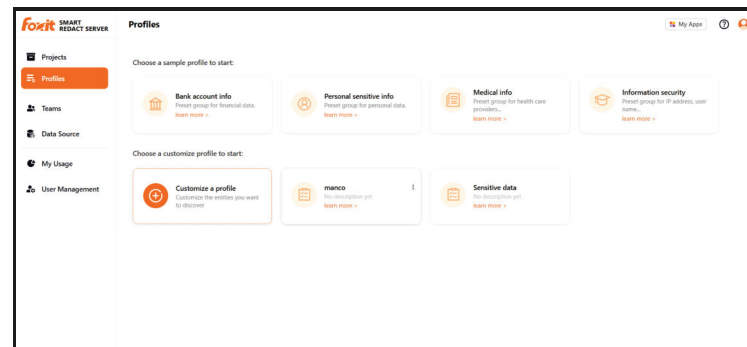 foxit SMART
REDACT SERVER
Profiles
My Apps
Projects
Profiles
Teams
Data Source
My Usage
User Management
Choose a sample profile to start:
Bank account info
Preset group for financial data.
learn more >
Personal sensitive info
Preset group for personal data.
learn more >
Medical info
Preset group for health care
providers...
learn more >
Information security
Preset group for IP address, user
name...
learn more >
Choose a customize profile to start:
Customize a profile
Customize the entities you want
to discover
manco
No description yet
learn more >
Sensitive data
No description yet
learn more >